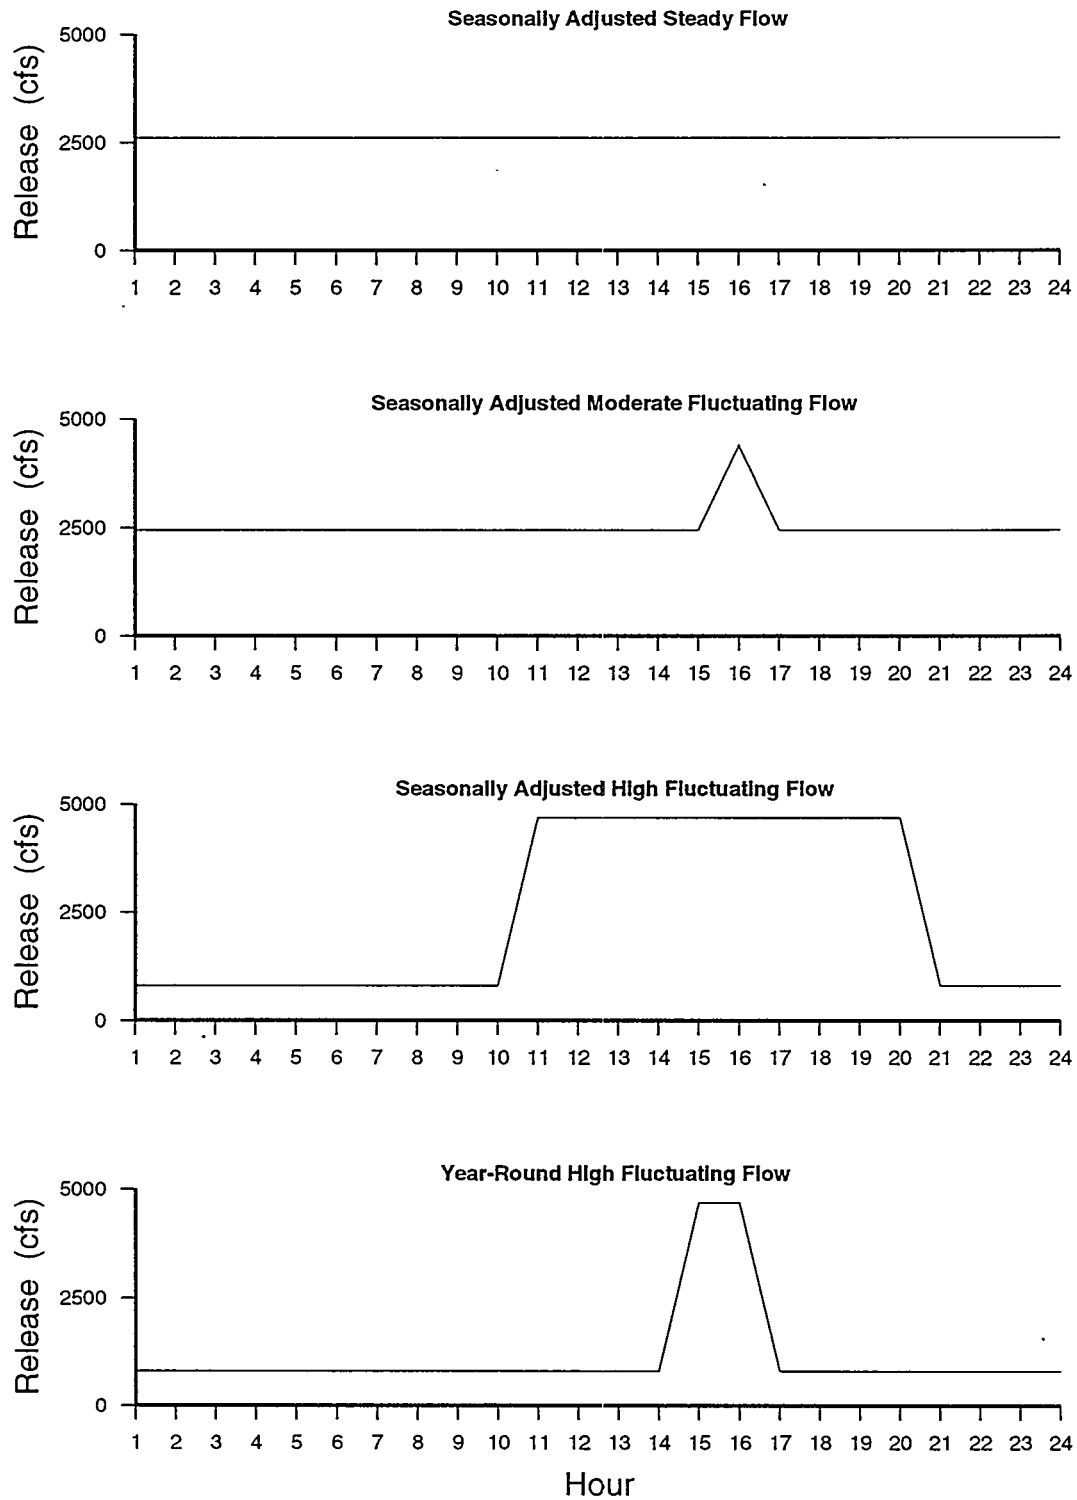 Seasonally Adjusted Steady Flow
Release (cfs)
5000
2500
0
1 2 3 4 5 6 7 8 9 10 11 12 13 14 15 16 17 18 19 20 21 22 23 24
Seasonally Adjusted Moderate Fluctuating Flow
Release (cfs)
5000
2500
0
1 2 3 4 5 6 7 8 9 10 11 12 13 14 15 16 17 18 19 20 21 22 23 24
Seasonally Adjusted High Fluctuating Flow
Release (cfs)
5000
2500
0
1 2 3 4 5 6 7 8 9 10 11 12 13 14 15 16 17 18 19 20 21 22 23 24
Year-Round High Fluctuating Flow
Release (cfs)
5000
2500
0
1 2 3 4 5 6 7 8 9 10 11 12 13 14 15 16 17 18 19 20 21 22 23 24
Hour